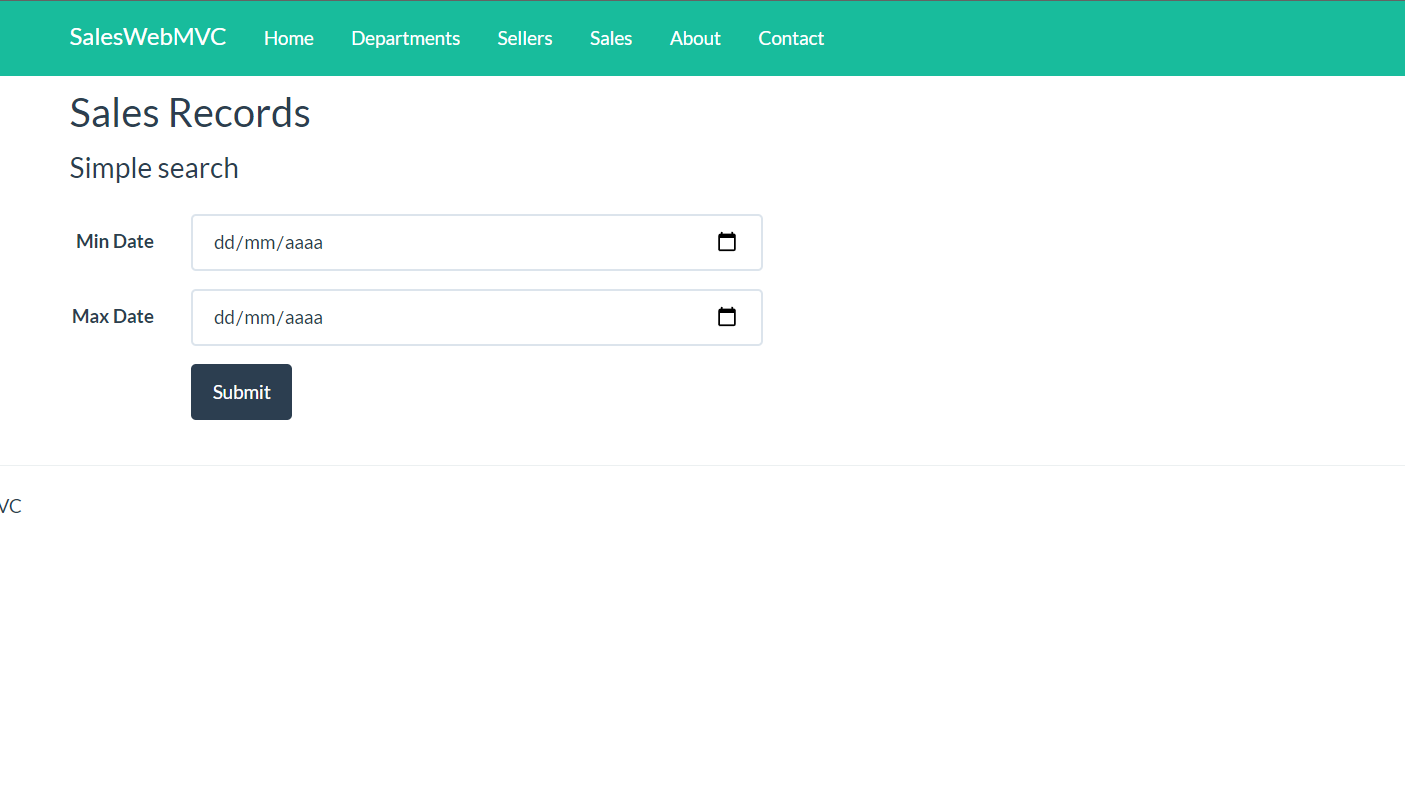 SalesWebMVC Home Departments Sellers Sales About Contact
Sales Records
Simple search
Min Date dd/mm/aaaa
Max Date dd/mm/aaaa
Submit
VC